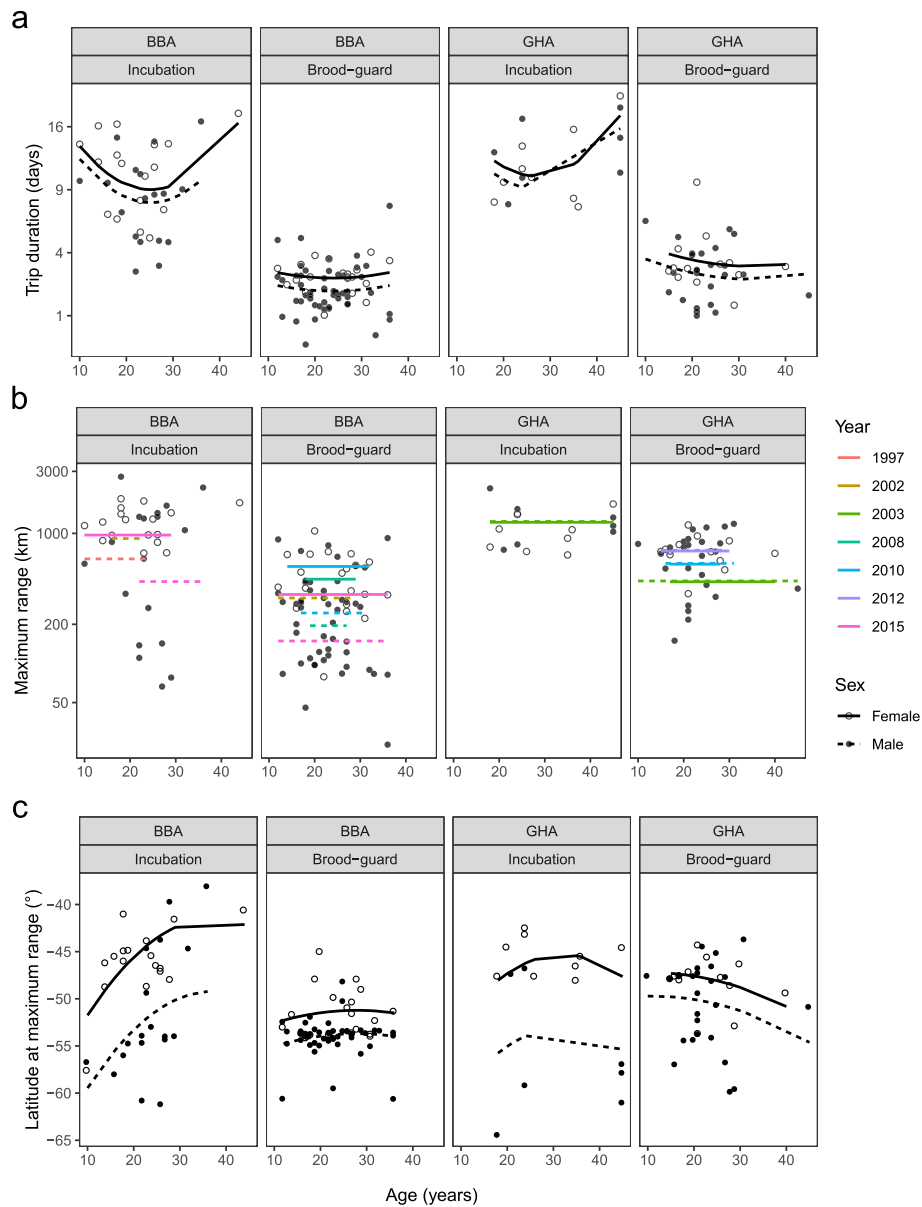 a
BBA BBA GHA GHA
Incubation Brood−guard Incubation Brood−guard
Trip duration (days)
16
9
4
1
10 20 30 40 10 20 30 40 10 20 30 40 10 20 30 40
b
BBA BBA GHA GHA
Incubation Brood−guard Incubation Brood−guard
Maximum range (km)
3000
1000
200
50
10 20 30 40 10 20 30 40 10 20 30 40 10 20 30 40
Year
1997
2002
2003
2008
2010
2012
2015
Sex
Female
Male
c
BBA BBA GHA GHA
Incubation Brood−guard Incubation Brood−guard
Latitude at maximum range (°)
−40
−45
−50
−55
−60
−65
10 20 30 40 10 20 30 40 10 20 30 40 10 20 30 40
Age (years)